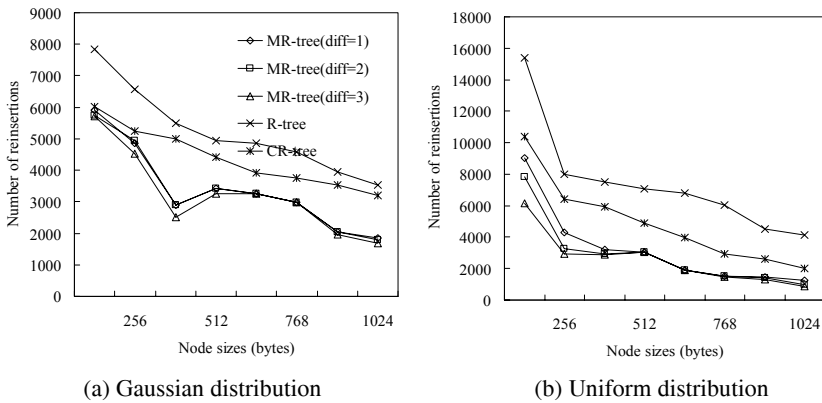 9000
8000
7000
6000
5000
4000
3000
2000
1000
0
Number of reinsertions
MR-tree(diff=1)
MR-tree(diff=2)
MR-tree(diff=3)
R-tree
CR-tree
256 512 768 1024
Node sizes (bytes)
(a) Gaussian distribution
18000
16000
14000
12000
10000
8000
6000
4000
2000
0
Number of reinsertions
256 512 768 1024
Node sizes (bytes)
(b) Uniform distribution